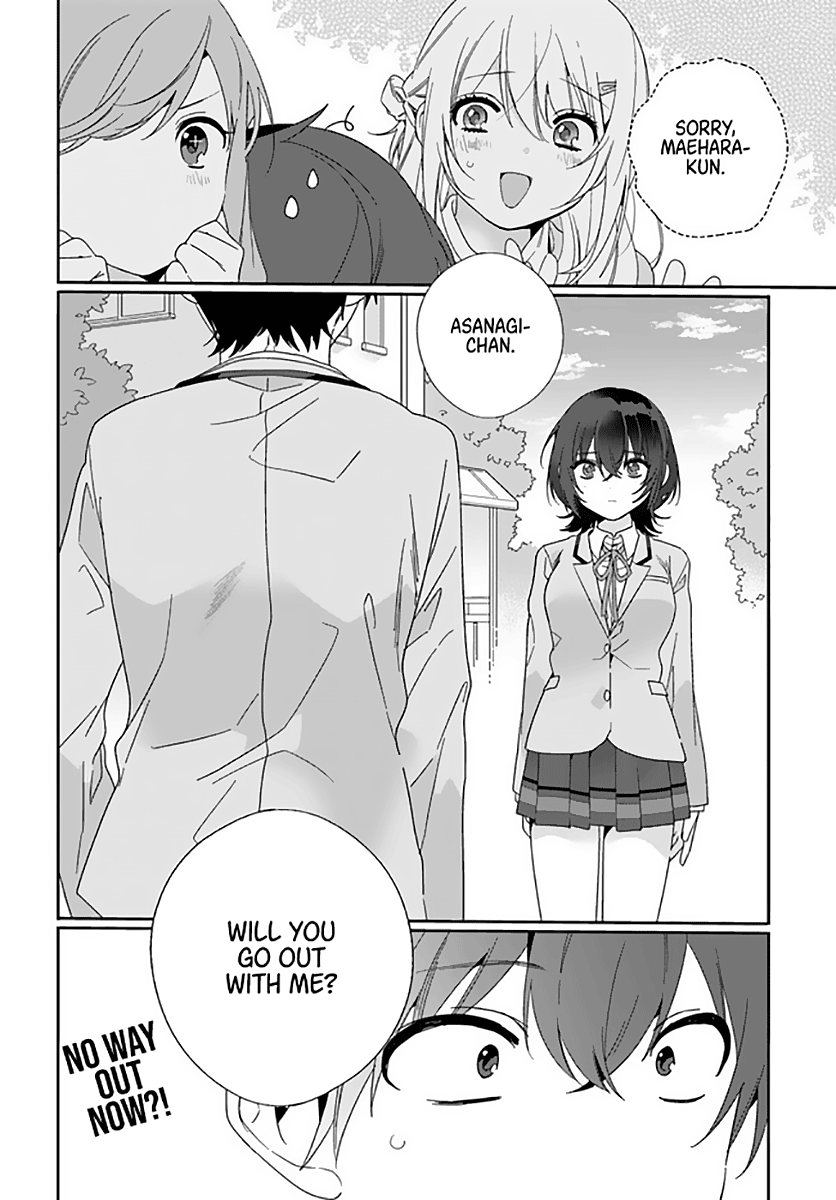 SORRY,
MAEHARA-
KUN.
ASANAGI-
CHAN.
WILL YOU
GO OUT
WITH ME?
NO WAY
OUT
NOW?!